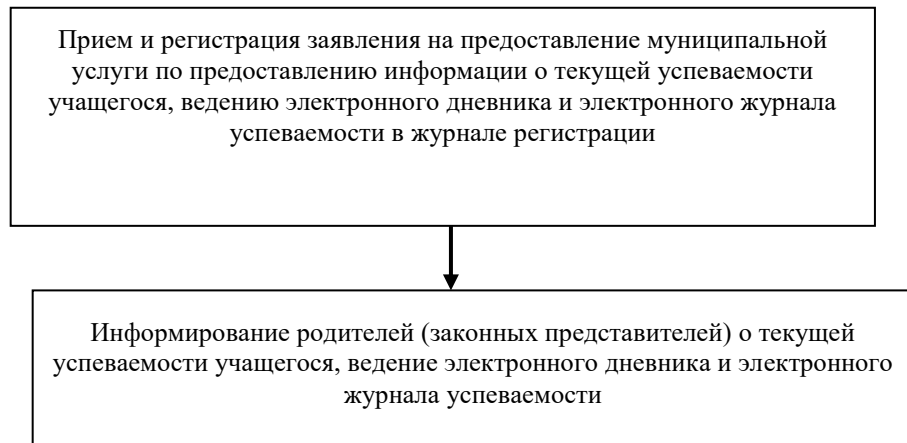 Прием и регистрация заявления на предоставление муниципальной
услуги по предоставлению информации о текущей успеваемости
учащегося, ведению электронного дневника и электронного журнала
успеваемости в журнале регистрации
Информирование родителей (законных представителей) о текущей
успеваемости учащегося, ведение электронного дневника и электронного
журнала успеваемости